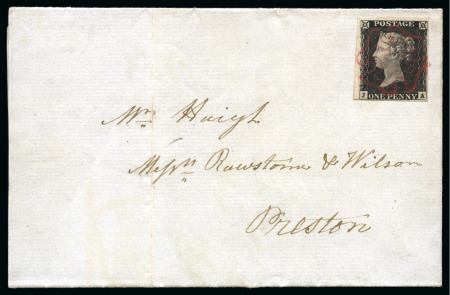 POSTAGE
J A
ONE PENNY
Mr. Haigh
Messrs Rawstorne & Wilson
Preston